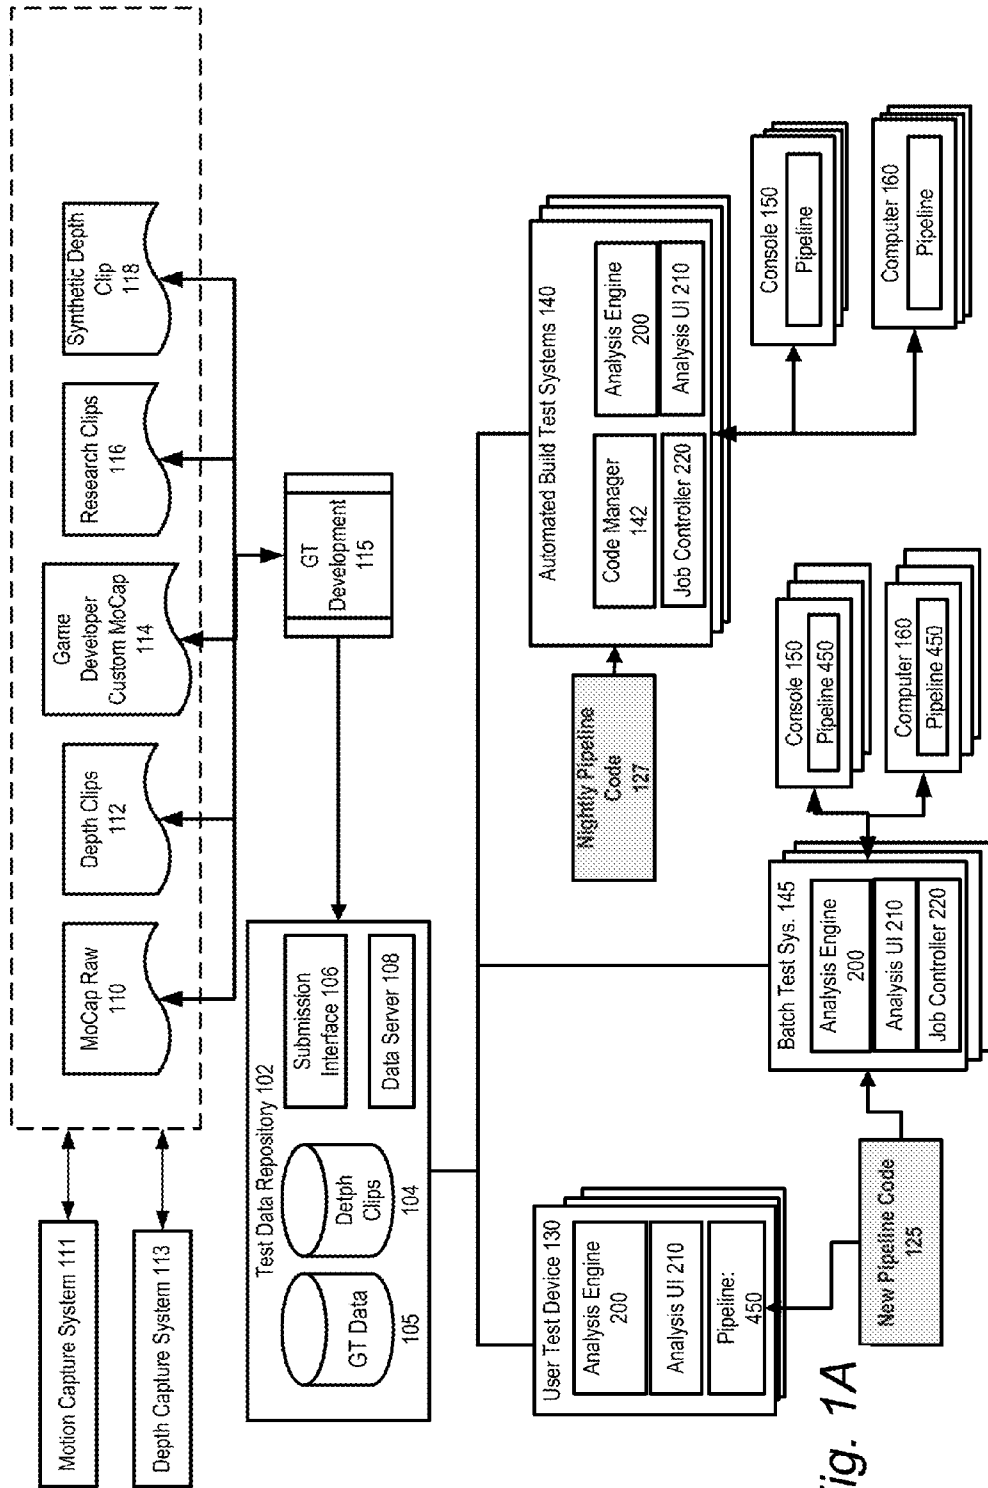 Motion Capture System 111
Depth Capture System 113
MoCap Raw
110
Depth Clips
112
Game
Developer
Custom MoCap
114
Research Clips
116
Synthetic Depth
Clip
118
GT
Development
115
Test Data Repository 102
GT Data
105
Detph
Clips
104
Submission
Interface 106
Data Server 108
User Test Device 130
Analysis Engine
200
Analysis UI 210
Pipeline:
450
New Pipeline Code
125
Batch Test Sys. 145
Analysis Engine
200
Analysis UI 210
Job Controller 220
Console 150
Pipeline 450
Computer 160
Pipeline 450
Nightly Pipeline
Code
127
Automated Build Test Systems 140
Code Manager
142
Job Controller 220
Analysis Engine
200
Analysis UI 210
Console 150
Pipeline
Computer 160
Pipeline
Fig. 1A